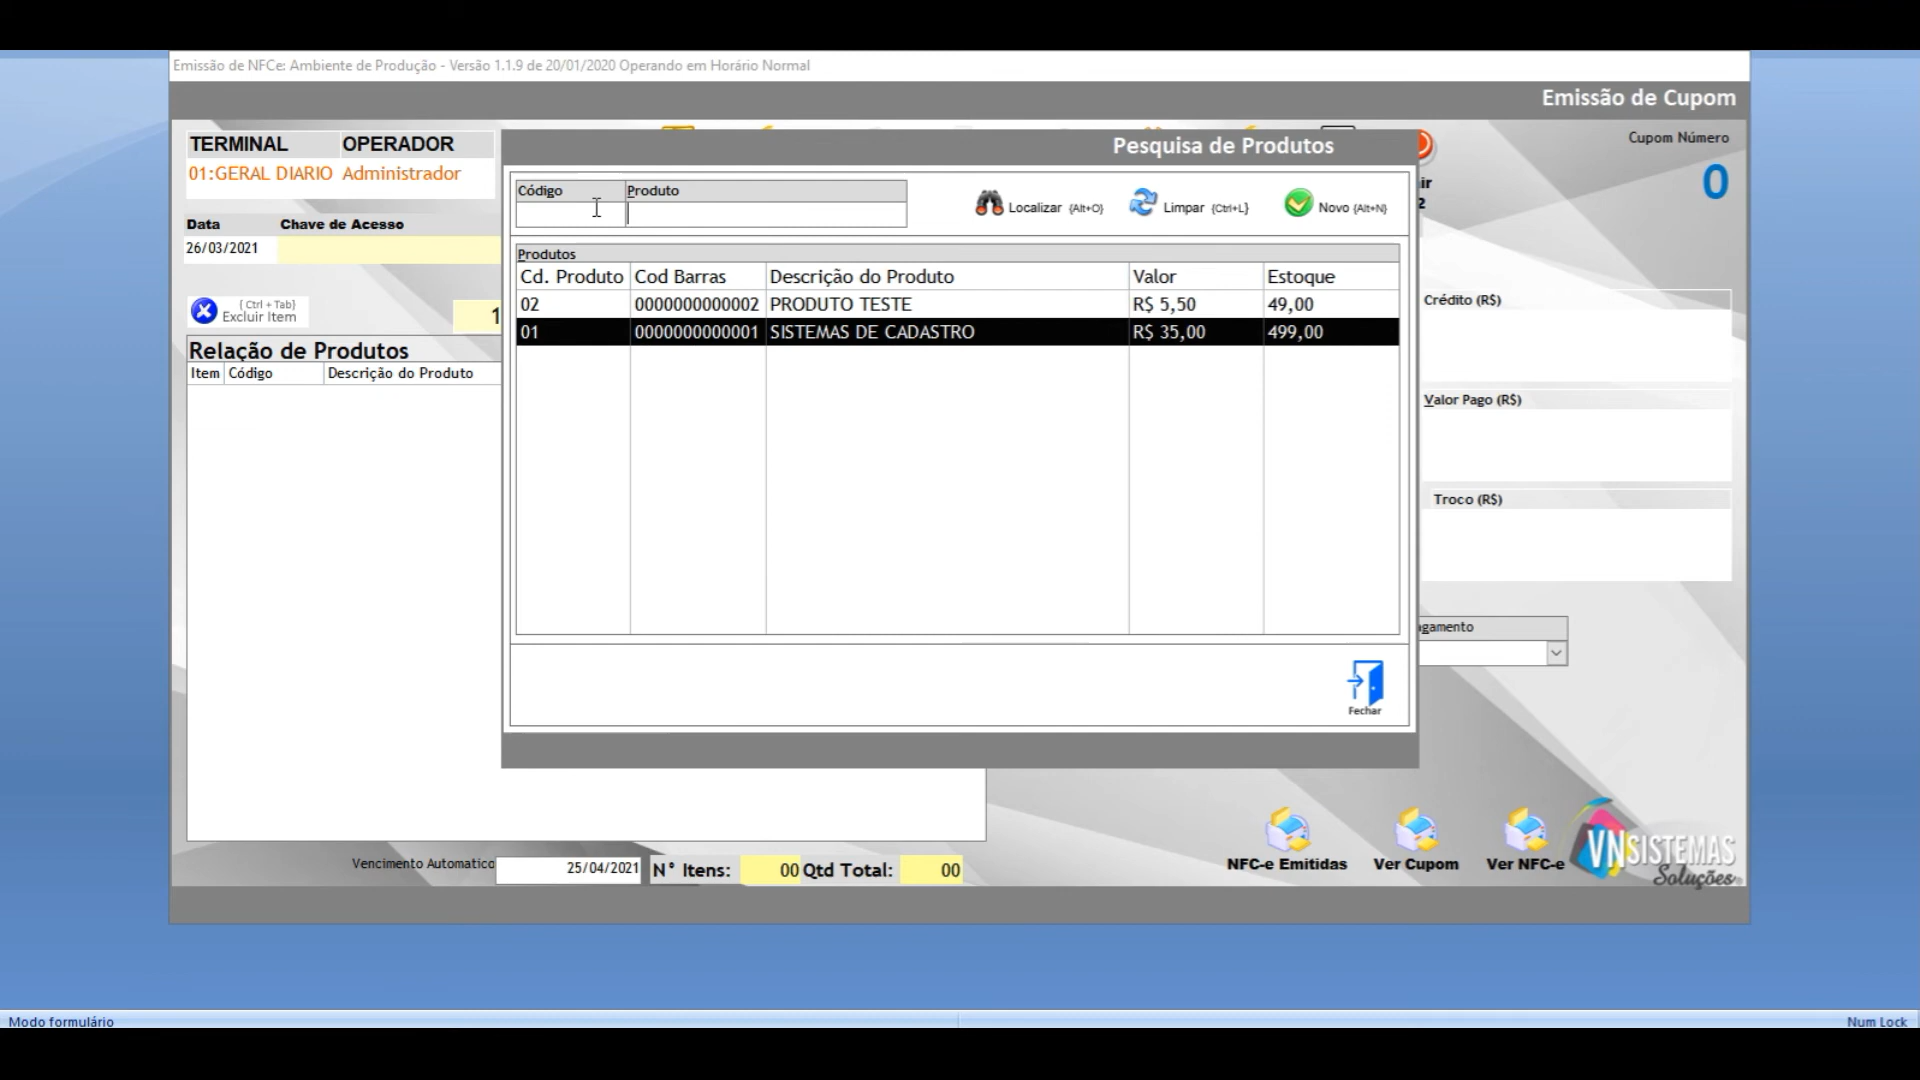 Emissão de NFCe: Ambiente de Produção - Versão 1.1.9 de 20/01/2020 Operando em Horário Normal
Emissão de Cupom
TERMINAL OPERADOR
01:GERAL DIARIO Administrador
Data Chave de Acesso
26/03/2021
{ Ctrl + Tab}
Excluir Item
1
Relação de Produtos
Item Código Descrição do Produto
Pesquisa de Produtos
Código Produto
Localizar {Alt+O} Limpar {Ctrl+L} Novo {Alt+N}
Produtos
Cd. Produto Cod Barras Descrição do Produto Valor Estoque
02 0000000000002 PRODUTO TESTE R$ 5,50 49,00
01 0000000000001 SISTEMAS DE CADASTRO R$ 35,00 499,00
Fechar
Cupom Número
0
ir
2
Crédito (R$)
Valor Pago (R$)
Troco (R$)
agamento
Vencimento Automatico 25/04/2021 N° Itens: 00 Qtd Total: 00
NFC-e Emitidas Ver Cupom Ver NFC-e
VNSISTEMAS
Soluções
Modo formulário Num Lock